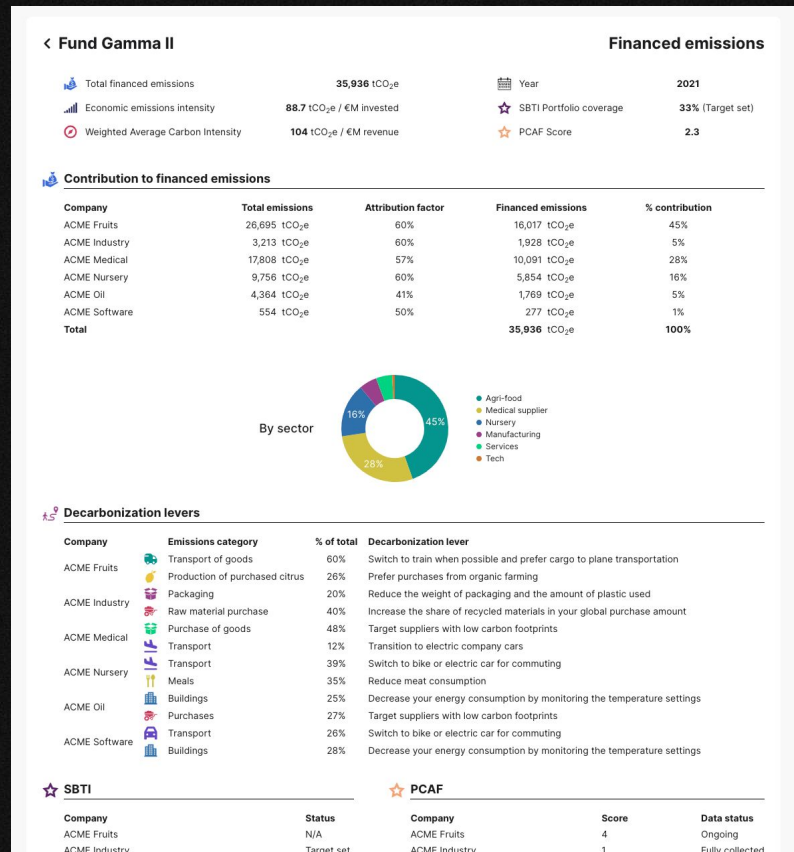 Fund Gamma II
Financed emissions
Total financed emissions 35,936 tCO₂e
Economic emissions intensity 88.7 tCO₂e / €M invested
Weighted Average Carbon Intensity 104 tCO₂e / €M revenue
Year 2021
SBTI Portfolio coverage 33% (Target set)
PCAF Score 2.3
Contribution to financed emissions
Company Total emissions Attribution factor Financed emissions % contribution
ACME Fruits 26,695 tCO₂e 60% 16,017 tCO₂e 45%
ACME Industry 3,213 tCO₂e 60% 1,928 tCO₂e 5%
ACME Medical 17,808 tCO₂e 57% 10,091 tCO₂e 28%
ACME Nursery 9,756 tCO₂e 60% 5,854 tCO₂e 16%
ACME Oil 4,364 tCO₂e 41% 1,769 tCO₂e 5%
ACME Software 554 tCO₂e 50% 277 tCO₂e 1%
Total 35,936 tCO₂e 100%
By sector
16%
45%
28%
Agri-food
Medical supplier
Nursery
Manufacturing
Services
Tech
Decarbonization levers
Company Emissions category % of total Decarbonization lever
ACME Fruits
Transport of goods 60% Switch to train when possible and prefer cargo to plane transportation
Production of purchased citrus 26% Prefer purchases from organic farming
ACME Industry
Packaging 20% Reduce the weight of packaging and the amount of plastic used
Raw material purchase 40% Increase the share of recycled materials in your global purchase amount
ACME Medical
Purchase of goods 48% Target suppliers with low carbon footprints
Transport 12% Transition to electric company cars
ACME Nursery
Transport 39% Switch to bike or electric car for commuting
Meals 35% Reduce meat consumption
ACME Oil
Buildings 25% Decrease your energy consumption by monitoring the temperature settings
Purchases 27% Target suppliers with low carbon footprints
ACME Software
Transport 26% Switch to bike or electric car for commuting
Buildings 28% Decrease your energy consumption by monitoring the temperature settings
SBTI
Company Status
ACME Fruits N/A
ACME Industry Target set
PCAF
Company Score Data status
ACME Fruits 4 Ongoing
ACME Industry 1 Fully collected